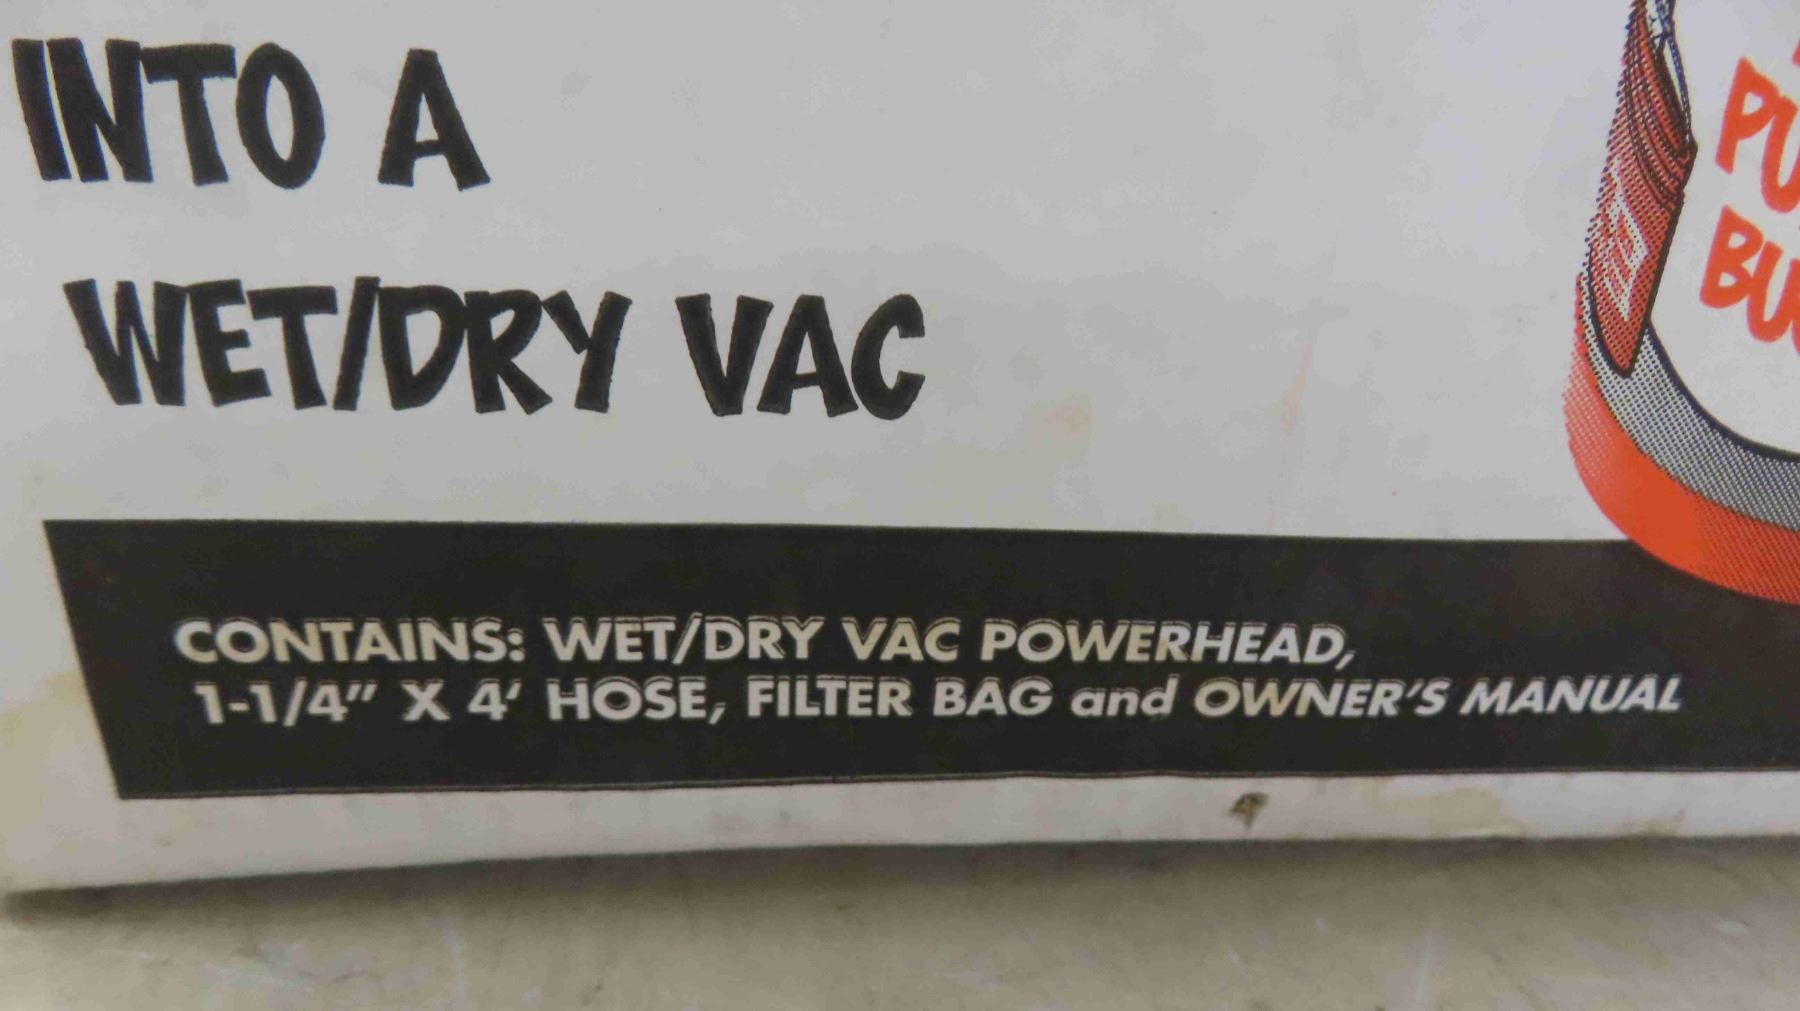 INTO A
WET/DRY VAC
CONTAINS: WET/DRY VAC POWERHEAD,
1-1/4" X 4' HOSE, FILTER BAG and OWNER'S MANUAL